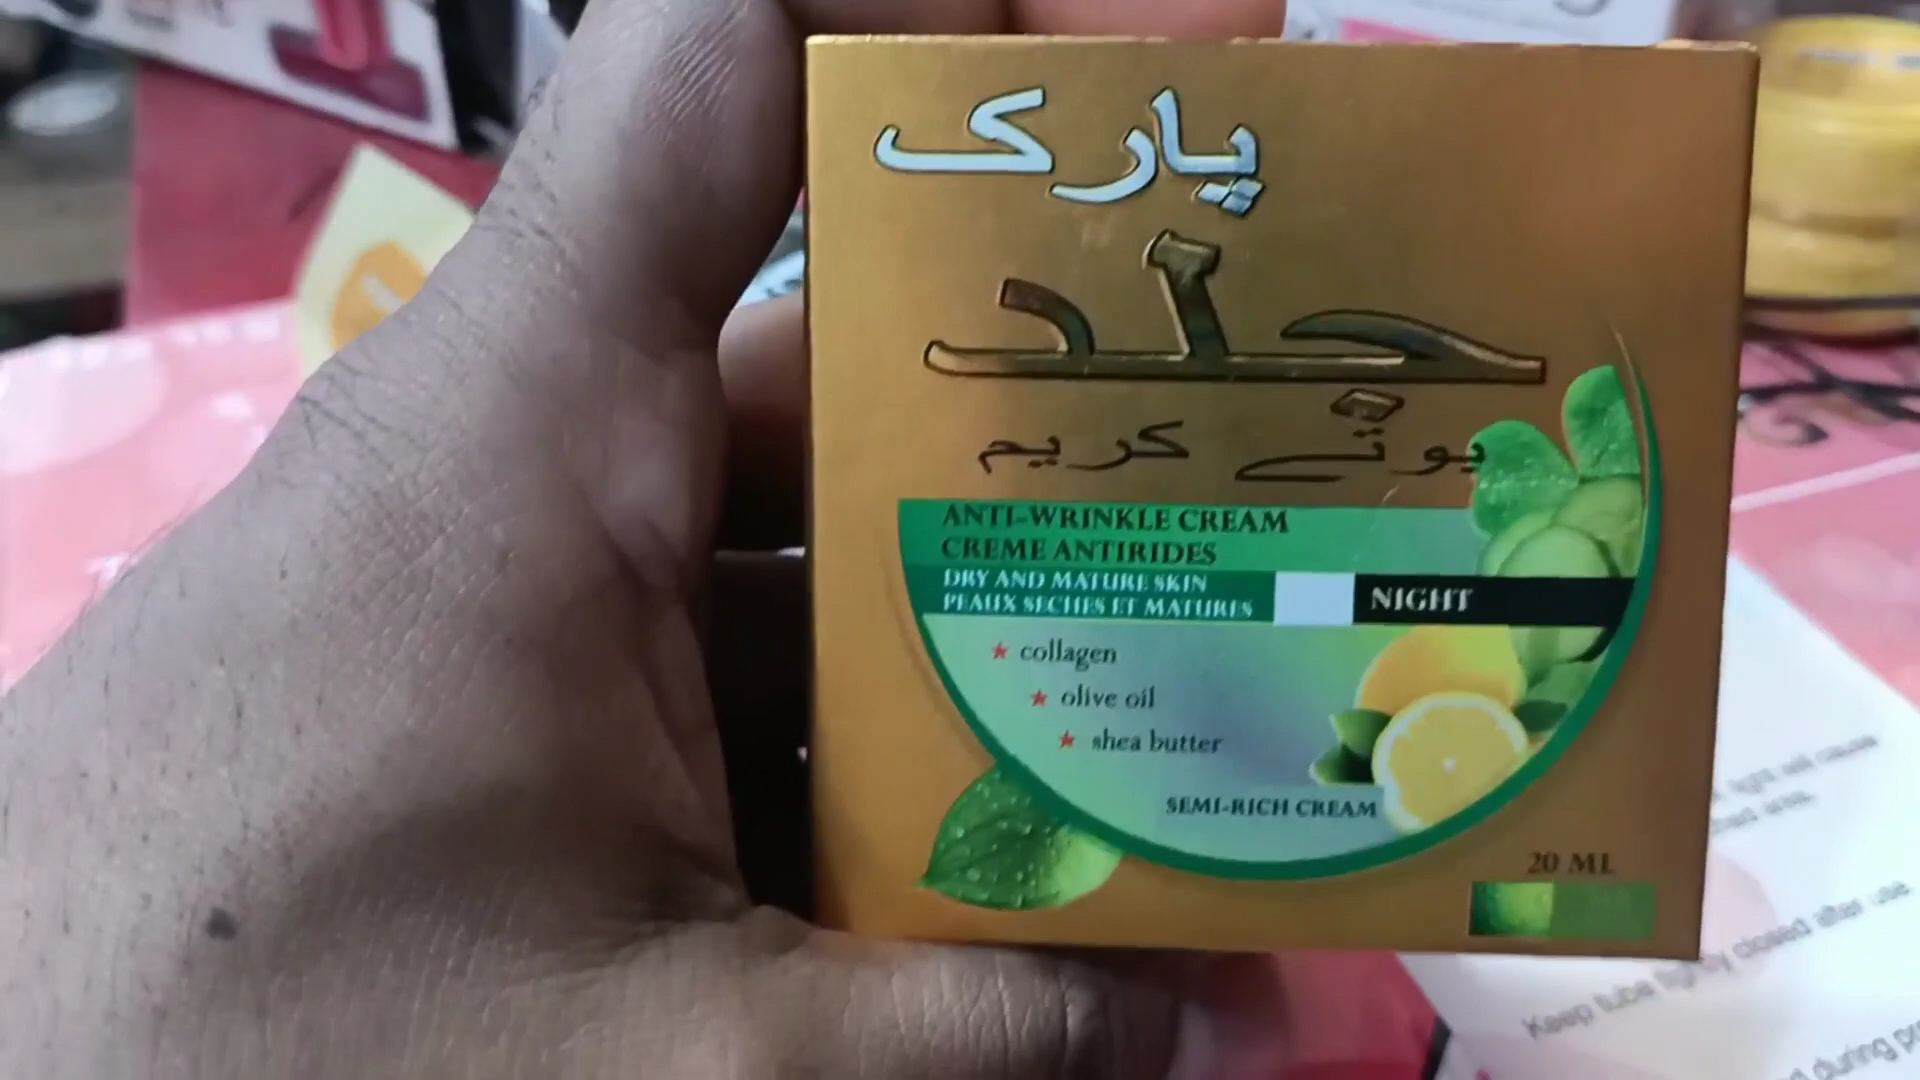 پارک
جلد
بوٹے کریم
ANTI-WRINKLE CREAM
CREME ANTIRIDES
DRY AND MATURE SKIN
PEAUX SECHES ET MATURES
NIGHT
collagen
olive oil
shea butter
SEMI-RICH CREAM
20 ML
Keep tube tightly closed after use
during